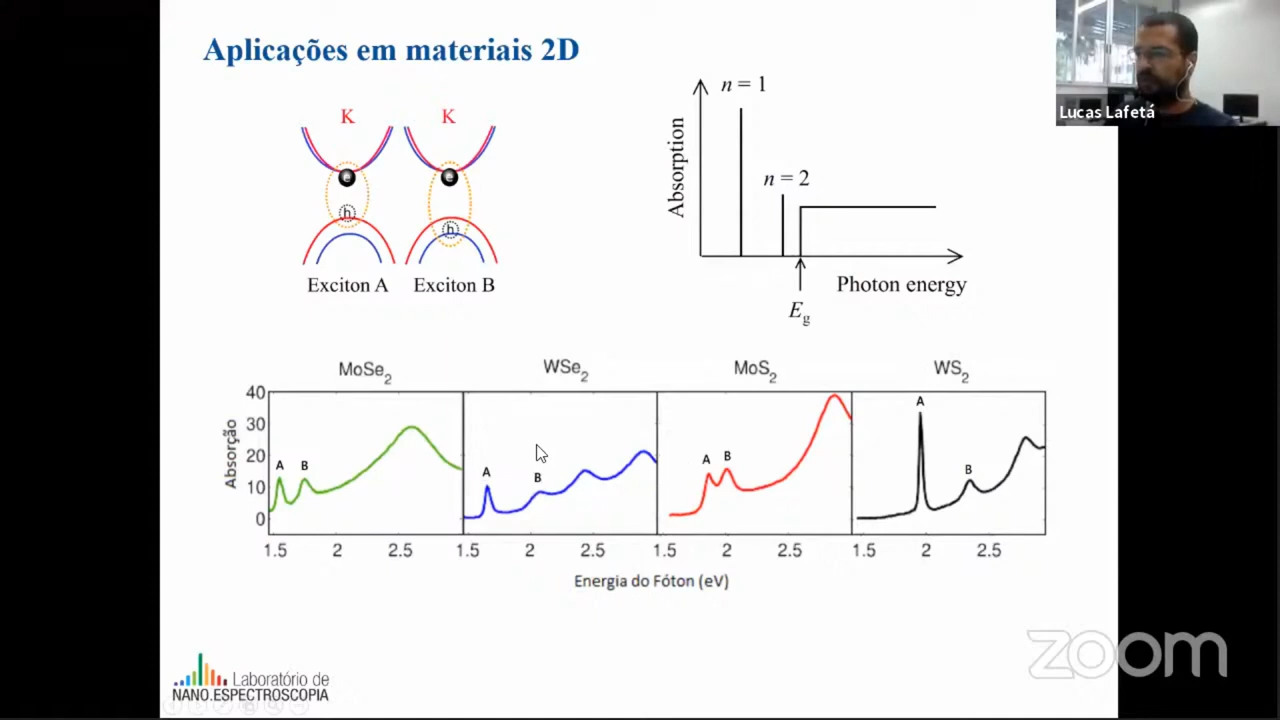 Aplicações em materiais 2D
K
K
e
e
h
h
Exciton A
Exciton B
Absorption
n = 1
n = 2
Photon energy
Eg
Lucas Lafetá
MoSe2
WSe2
MoS2
WS2
Absorção
40
30
20
10
0
A
B
A
B
A
B
A
B
1.5 2 2.5
1.5 2 2.5
1.5 2 2.5
1.5 2 2.5
Energia do Fóton (eV)
Laboratório de
NANO.ESPECTROSCOPIA
zoom